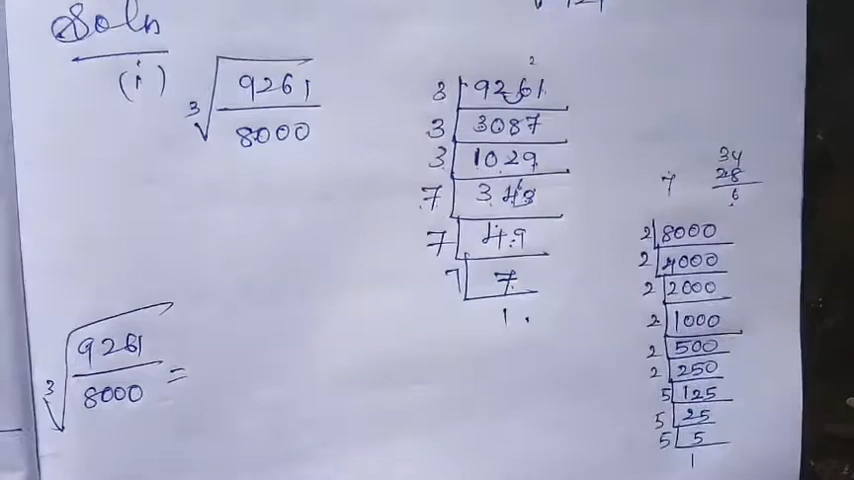 Soln
(i) ∛(9261/8000)
3 | 9261
3 | 3087
3 | 1029
7 | 343
7 | 49
7 | 7
1.
7
34
28
6
2 | 8000
2 | 4000
2 | 2000
2 | 1000
2 | 500
2 | 250
5 | 125
5 | 25
5 | 5
1
∛(9261/8000) =